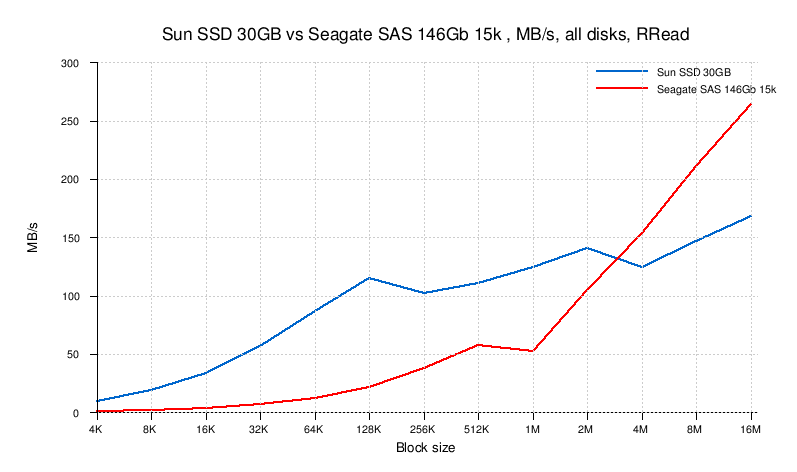 Sun SSD 30GB vs Seagate SAS 146Gb 15k , MB/s, all disks, RRead
Sun SSD 30GB
Seagate SAS 146Gb 15k
MB/s
300
250
200
150
100
50
0
4K 8K 16K 32K 64K 128K 256K 512K 1M 2M 4M 8M 16M
Block size